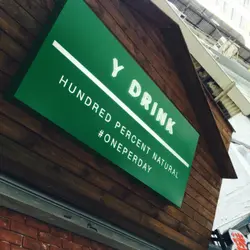 Y DRINK
HUNDRED PERCENT NATURAL
#ONEPERDAY